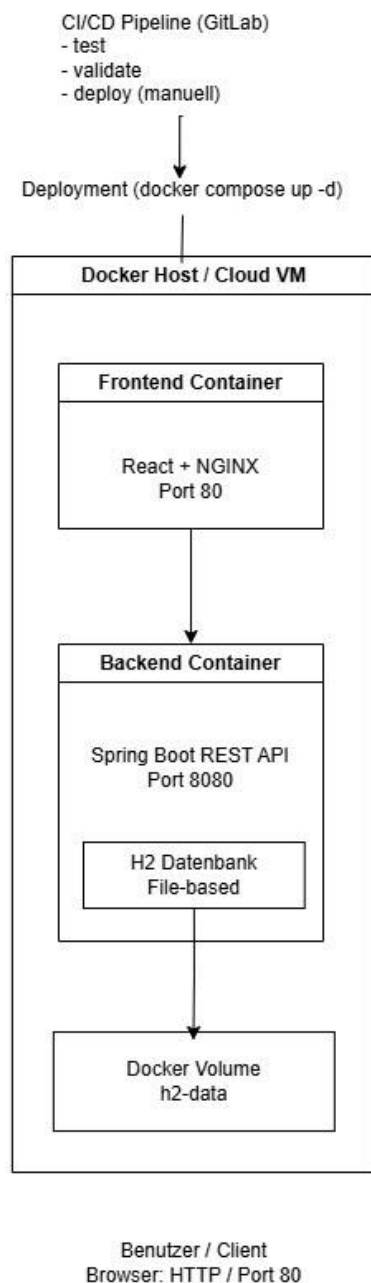 CI/CD Pipeline (GitLab)
- test
- validate
- deploy (manuell)
Deployment (docker compose up -d)
Docker Host / Cloud VM
Frontend Container
React + NGINX
Port 80
Backend Container
Spring Boot REST API
Port 8080
H2 Datenbank
File-based
Docker Volume
h2-data
Benutzer / Client
Browser: HTTP / Port 80